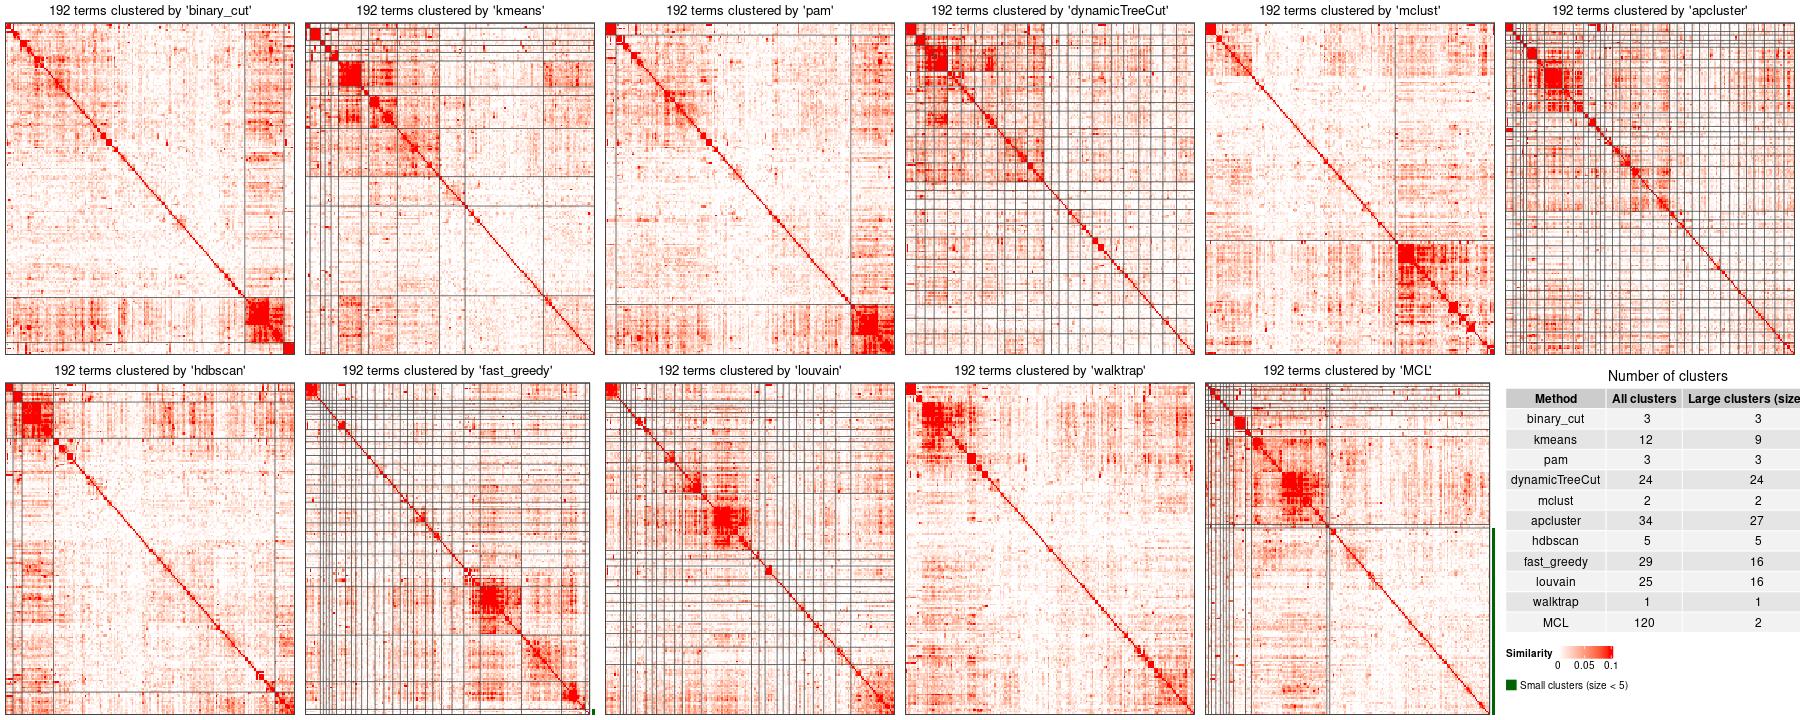 192 terms clustered by 'binary_cut'
192 terms clustered by 'kmeans'
192 terms clustered by 'pam'
192 terms clustered by 'dynamicTreeCut'
192 terms clustered by 'mclust'
192 terms clustered by 'apcluster'
192 terms clustered by 'hdbscan'
192 terms clustered by 'fast_greedy'
192 terms clustered by 'louvain'
192 terms clustered by 'walktrap'
192 terms clustered by 'MCL'
Number of clusters
Method All clusters Large clusters (size
binary_cut 3 3
kmeans 12 9
pam 3 3
dynamicTreeCut 24 24
mclust 2 2
apcluster 34 27
hdbscan 5 5
fast_greedy 29 16
louvain 25 16
walktrap 1 1
MCL 120 2
Similarity
0 0.05 0.1
Small clusters (size < 5)